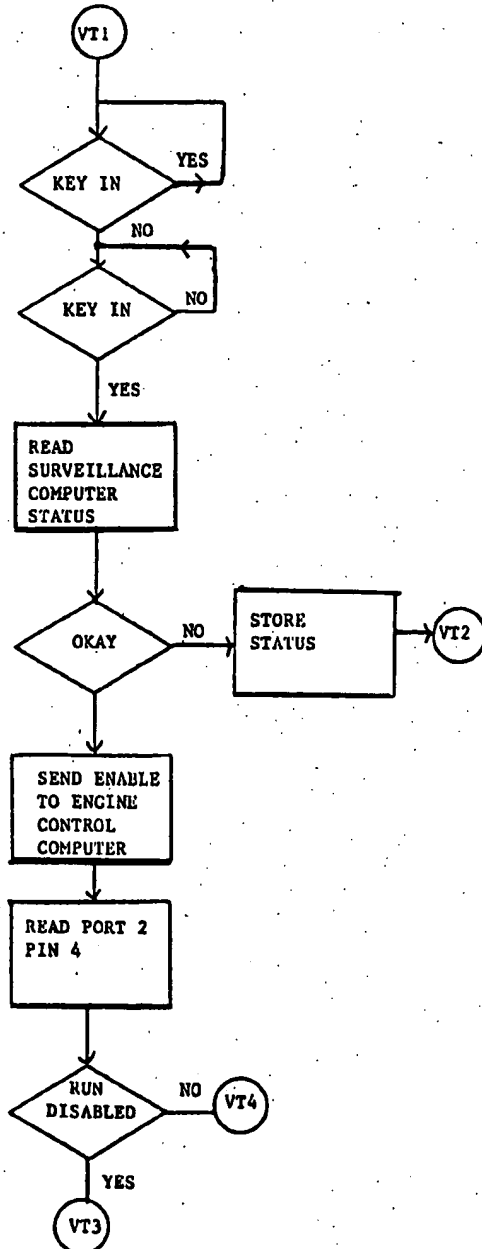 VT1
KEY IN
YES
NO
KEY IN
NO
YES
READ
SURVEILLANCE
COMPUTER
STATUS
OKAY
NO
STORE
STATUS
VT2
SEND ENABLE
TO ENGINE
CONTROL
COMPUTER
READ PORT 2
PIN 4
RUN
DISABLED
NO
VT4
YES
VT3